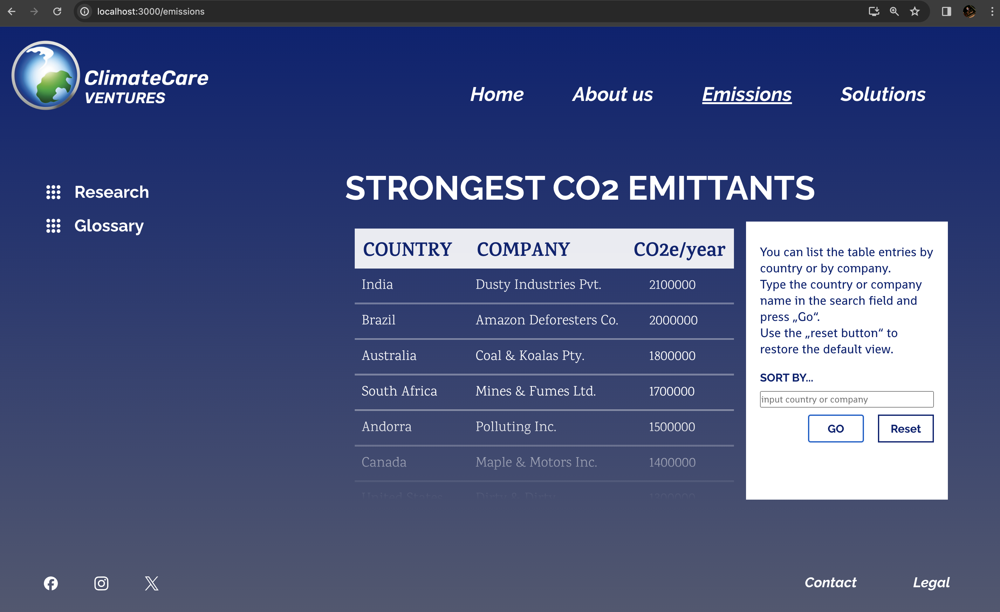 localhost:3000/emissions
ClimateCare
VENTURES
Home About us Emissions Solutions
Research
Glossary
STRONGEST CO2 EMITTANTS
COUNTRY COMPANY CO2e/year
India Dusty Industries Pvt. 2100000
Brazil Amazon Deforesters Co. 2000000
Australia Coal & Koalas Pty. 1800000
South Africa Mines & Fumes Ltd. 1700000
Andorra Polluting Inc. 1500000
Canada Maple & Motors Inc. 1400000
United States Dirty & Dirty 1300000
You can list the table entries by
country or by company.
Type the country or company
name in the search field and
press „Go“.
Use the „reset button“ to
restore the default view.
SORT BY...
input country or company
GO Reset
Contact Legal